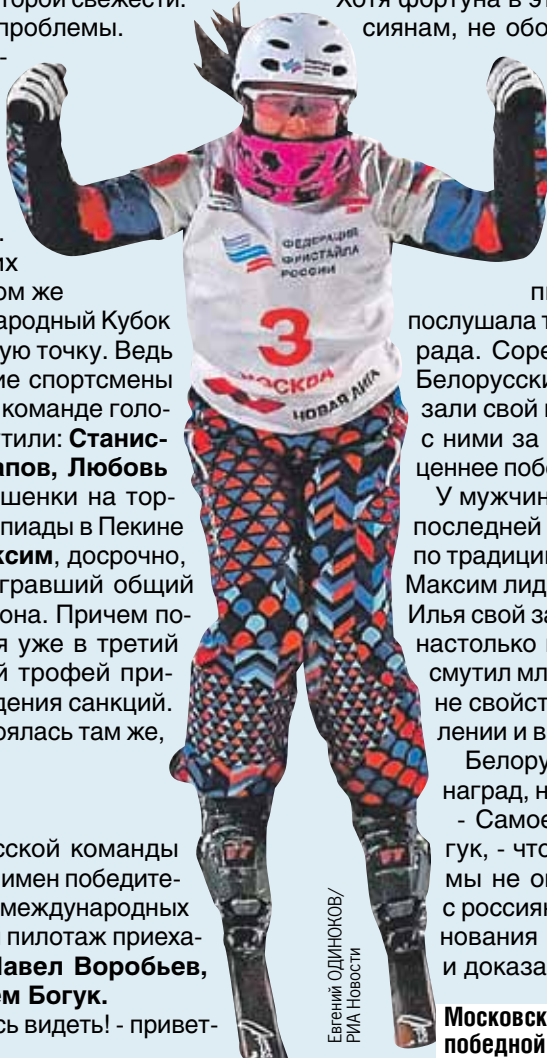 торой свежести.
проблемы.
-
.
их
ом же
ародный Кубок
ую точку. Ведь
ие спортсмены
команде голо-
тили: Станис-
апов, Любовь
шенки на тор-
пиады в Пекине
ксим, досрочно,
гравший общий
она. Причем по-
я уже в третий
й трофей при-
дения санкций.
оялась там же,
сской команды
имен победите-
международных
пилотаж приеха-
Павел Воробьев,
ем Богук.
сь видеть! - привет-
ФЕДЕРАЦИЯ
ФРИСТАЙЛА
РОССИИ
3
МОСКВА
НОВАЯ ЛИГА
Евгений ОДИНОКОВ/
РИА Новости
Хотя фортуна в эт
сиянам, не обо
пи
послушала т
рада. Соре
Белорусски
зали свой
с ними за
ценнее побе
У мужчин
последней
по традици
Максим лид
Илья свой за
настолько
смутил мл
не свойст
лении и в
Белору
наград, н
- Самое
гук, - что
мы не о
с россиян
нования
и доказа
Московск
победной